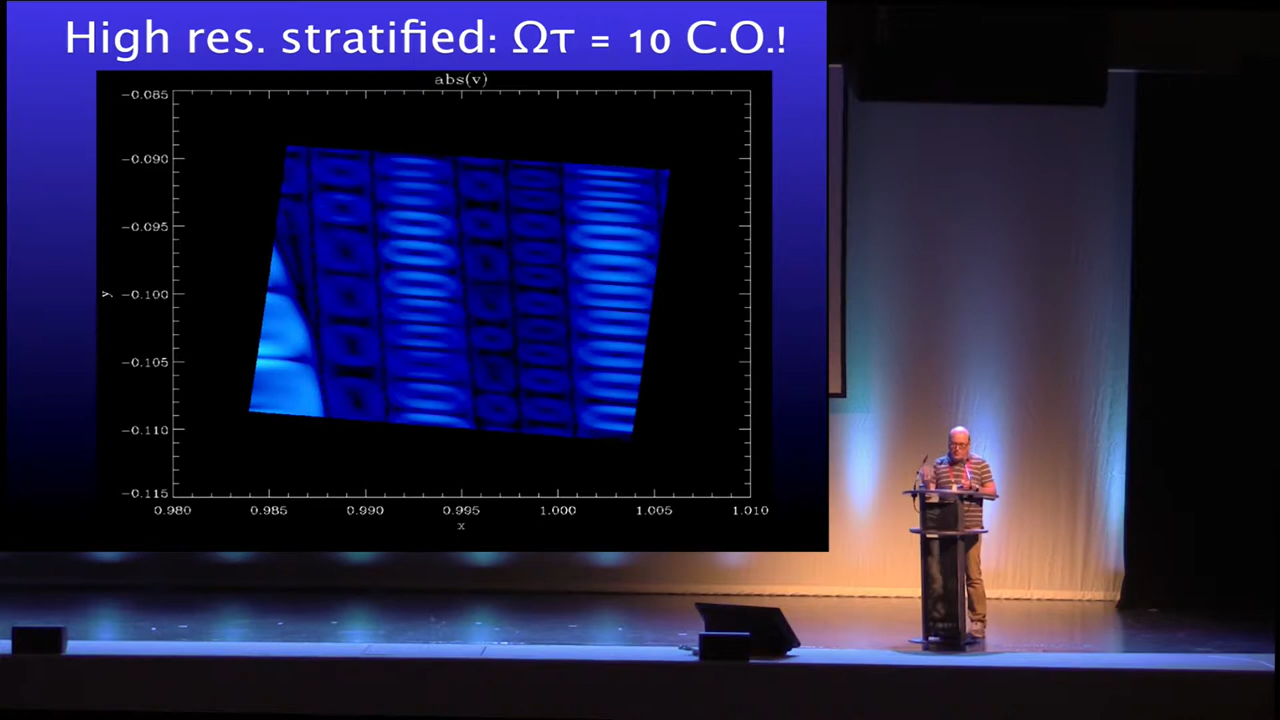 High res. stratified: Ωτ = 10 C.O.!
abs(v)
-0.085
-0.090
-0.095
y
-0.100
-0.105
-0.110
-0.115
0.980 0.985 0.990 0.995 1.000 1.005 1.010
x